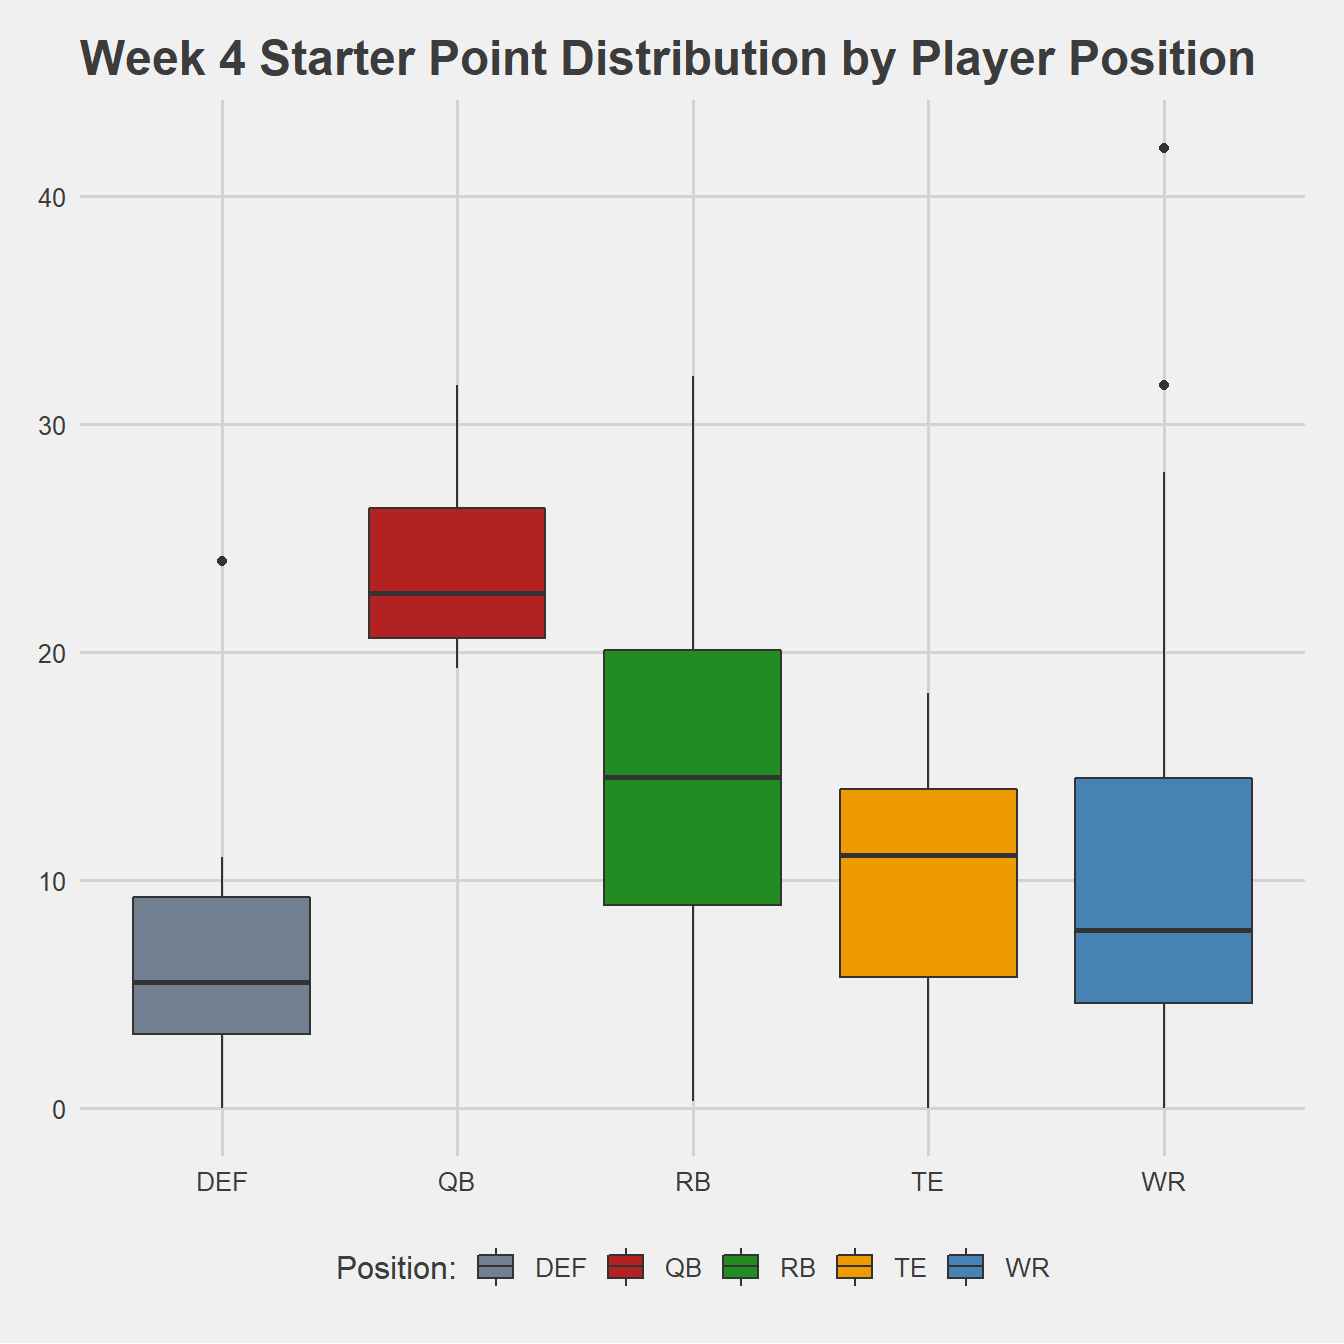 Week 4 Starter Point Distribution by Player Position
40
30
20
10
0
DEF QB RB TE WR
Position: DEF QB RB TE WR